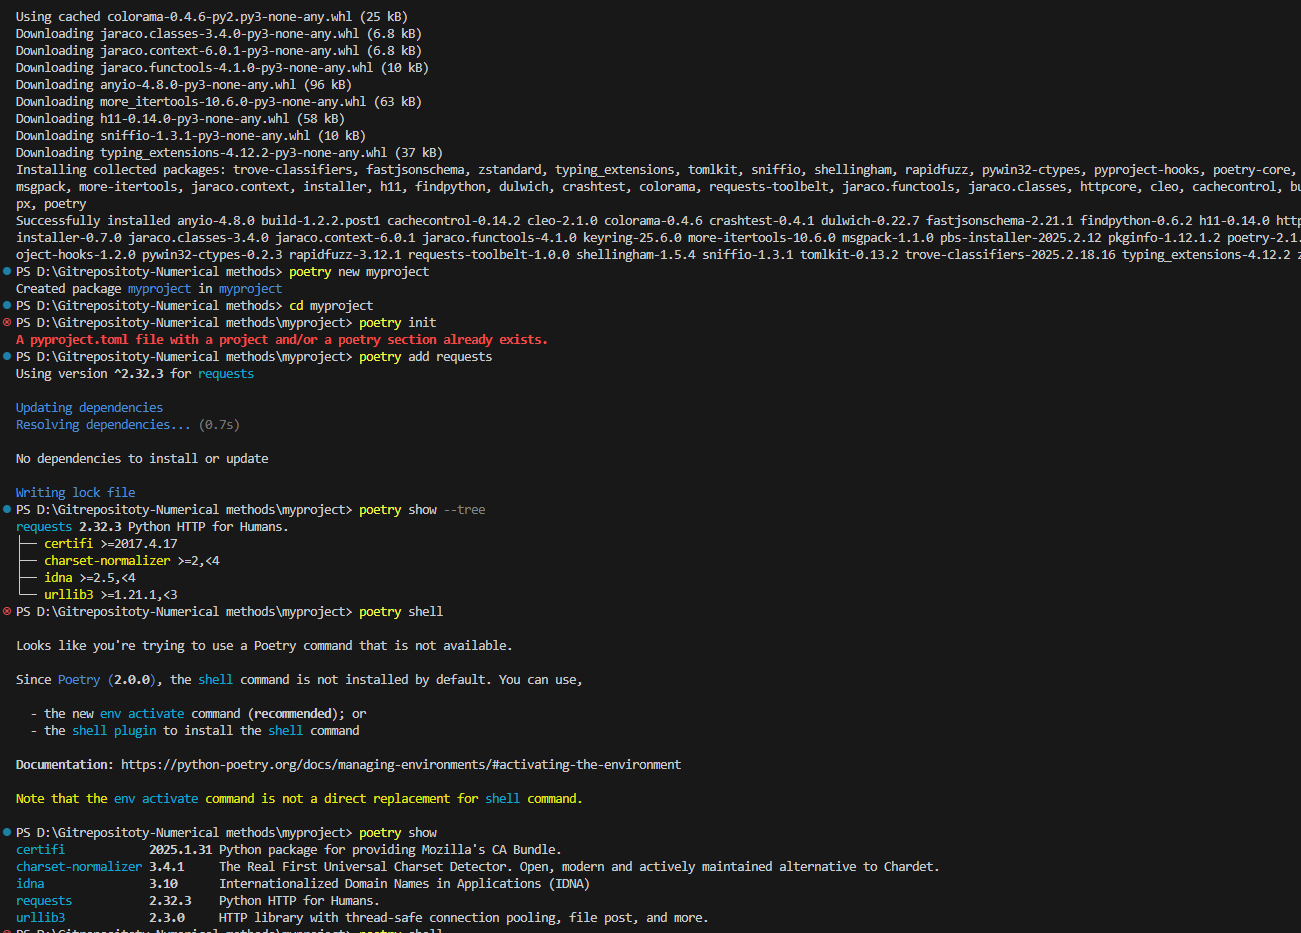 Using cached colorama-0.4.6-py2.py3-none-any.whl (25 kB)
Downloading jaraco.classes-3.4.0-py3-none-any.whl (6.8 kB)
Downloading jaraco.context-6.0.1-py3-none-any.whl (6.8 kB)
Downloading jaraco.functools-4.1.0-py3-none-any.whl (10 kB)
Downloading anyio-4.8.0-py3-none-any.whl (96 kB)
Downloading more_itertools-10.6.0-py3-none-any.whl (63 kB)
Downloading h11-0.14.0-py3-none-any.whl (58 kB)
Downloading sniffio-1.3.1-py3-none-any.whl (10 kB)
Downloading typing_extensions-4.12.2-py3-none-any.whl (37 kB)
Installing collected packages: trove-classifiers, fastjsonschema, zstandard, typing_extensions, tomlkit, sniffio, shellingham, rapidfuzz, pywin32-ctypes, pyproject-hooks, poetry-core,
msgpack, more-itertools, jaraco.context, installer, h11, findpython, dulwich, crashtest, colorama, requests-toolbelt, jaraco.functools, jaraco.classes, httpcore, cleo, cachecontrol, bu
px, poetry
Successfully installed anyio-4.8.0 build-1.2.2.post1 cachecontrol-0.14.2 cleo-2.1.0 colorama-0.4.6 crashtest-0.4.1 dulwich-0.22.7 fastjsonschema-2.21.1 findpython-0.6.2 h11-0.14.0 http
installer-0.7.0 jaraco.classes-3.4.0 jaraco.context-6.0.1 jaraco.functools-4.1.0 keyring-25.6.0 more-itertools-10.6.0 msgpack-1.1.0 pbs-installer-2025.2.12 pkginfo-1.12.1.2 poetry-2.1.
oject-hooks-1.2.0 pywin32-ctypes-0.2.3 rapidfuzz-3.12.1 requests-toolbelt-1.0.0 shellingham-1.5.4 sniffio-1.3.1 tomlkit-0.13.2 trove-classifiers-2025.2.18.16 typing_extensions-4.12.2 z
PS D:\Gitrepositoty-Numerical methods> poetry new myproject
Created package myproject in myproject
PS D:\Gitrepositoty-Numerical methods> cd myproject
PS D:\Gitrepositoty-Numerical methods\myproject> poetry init
A pyproject.toml file with a project and/or a poetry section already exists.
PS D:\Gitrepositoty-Numerical methods\myproject> poetry add requests
Using version ^2.32.3 for requests
Updating dependencies
Resolving dependencies... (0.7s)
No dependencies to install or update
Writing lock file
PS D:\Gitrepositoty-Numerical methods\myproject> poetry show --tree
requests 2.32.3 Python HTTP for Humans.
├── certifi >=2017.4.17
├── charset-normalizer >=2,<4
├── idna >=2.5,<4
└── urllib3 >=1.21.1,<3
PS D:\Gitrepositoty-Numerical methods\myproject> poetry shell
Looks like you're trying to use a Poetry command that is not available.
Since Poetry (2.0.0), the shell command is not installed by default. You can use,
- the new env activate command (recommended); or
- the shell plugin to install the shell command
Documentation: https://python-poetry.org/docs/managing-environments/#activating-the-environment
Note that the env activate command is not a direct replacement for shell command.
PS D:\Gitrepositoty-Numerical methods\myproject> poetry show
certifi 2025.1.31 Python package for providing Mozilla's CA Bundle.
charset-normalizer 3.4.1 The Real First Universal Charset Detector. Open, modern and actively maintained alternative to Chardet.
idna 3.10 Internationalized Domain Names in Applications (IDNA)
requests 2.32.3 Python HTTP for Humans.
urllib3 2.3.0 HTTP library with thread-safe connection pooling, file post, and more.
PS D:\Gitrepositoty-Numerical methods\myproject> poetry shell